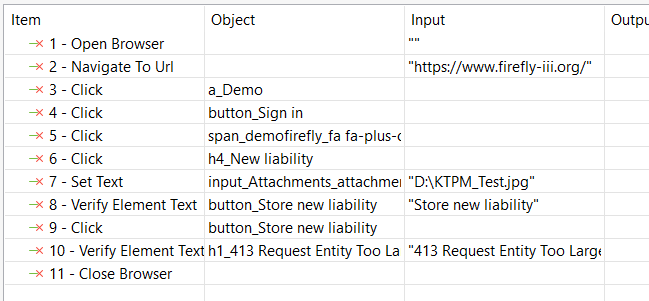 Item Object Input Outpu
1 - Open Browser ""
2 - Navigate To Url "https://www.firefly-iii.org/"
3 - Click a_Demo
4 - Click button_Sign in
5 - Click span_demofirefly_fa fa-plus-c
6 - Click h4_New liability
7 - Set Text input_Attachments_attachme "D:\KTPM_Test.jpg"
8 - Verify Element Text button_Store new liability "Store new liability"
9 - Click button_Store new liability
10 - Verify Element Text h1_413 Request Entity Too La "413 Request Entity Too Large
11 - Close Browser